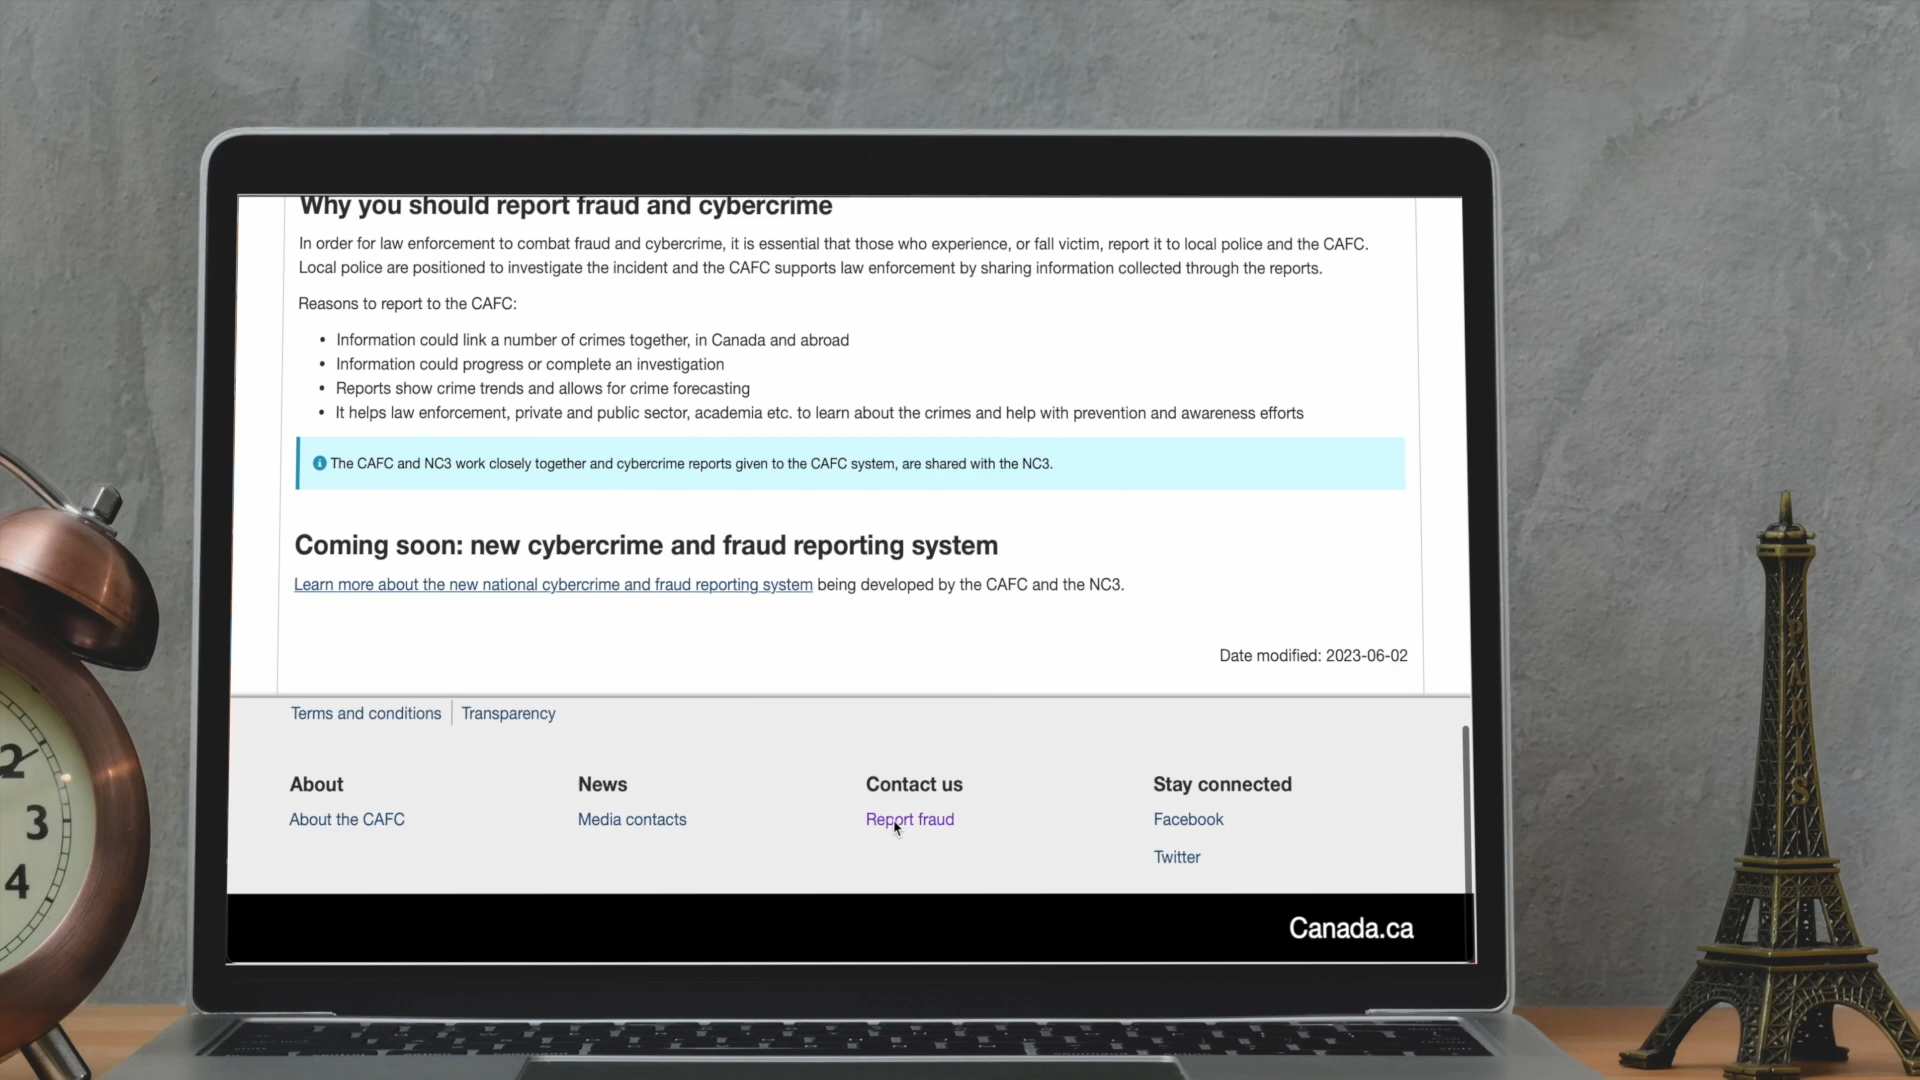 Why you should report fraud and cybercrime
In order for law enforcement to combat fraud and cybercrime, it is essential that those who experience, or fall victim, report it to local police and the CAFC.
Local police are positioned to investigate the incident and the CAFC supports law enforcement by sharing information collected through the reports.
Reasons to report to the CAFC:
• Information could link a number of crimes together, in Canada and abroad
• Information could progress or complete an investigation
• Reports show crime trends and allows for crime forecasting
• It helps law enforcement, private and public sector, academia etc. to learn about the crimes and help with prevention and awareness efforts
The CAFC and NC3 work closely together and cybercrime reports given to the CAFC system, are shared with the NC3.
Coming soon: new cybercrime and fraud reporting system
Learn more about the new national cybercrime and fraud reporting system being developed by the CAFC and the NC3.
Date modified: 2023-06-02
Terms and conditions Transparency
About News Contact us Stay connected
About the CAFC Media contacts Report fraud Facebook
Twitter
Canada.ca
2
3
4
PARIS